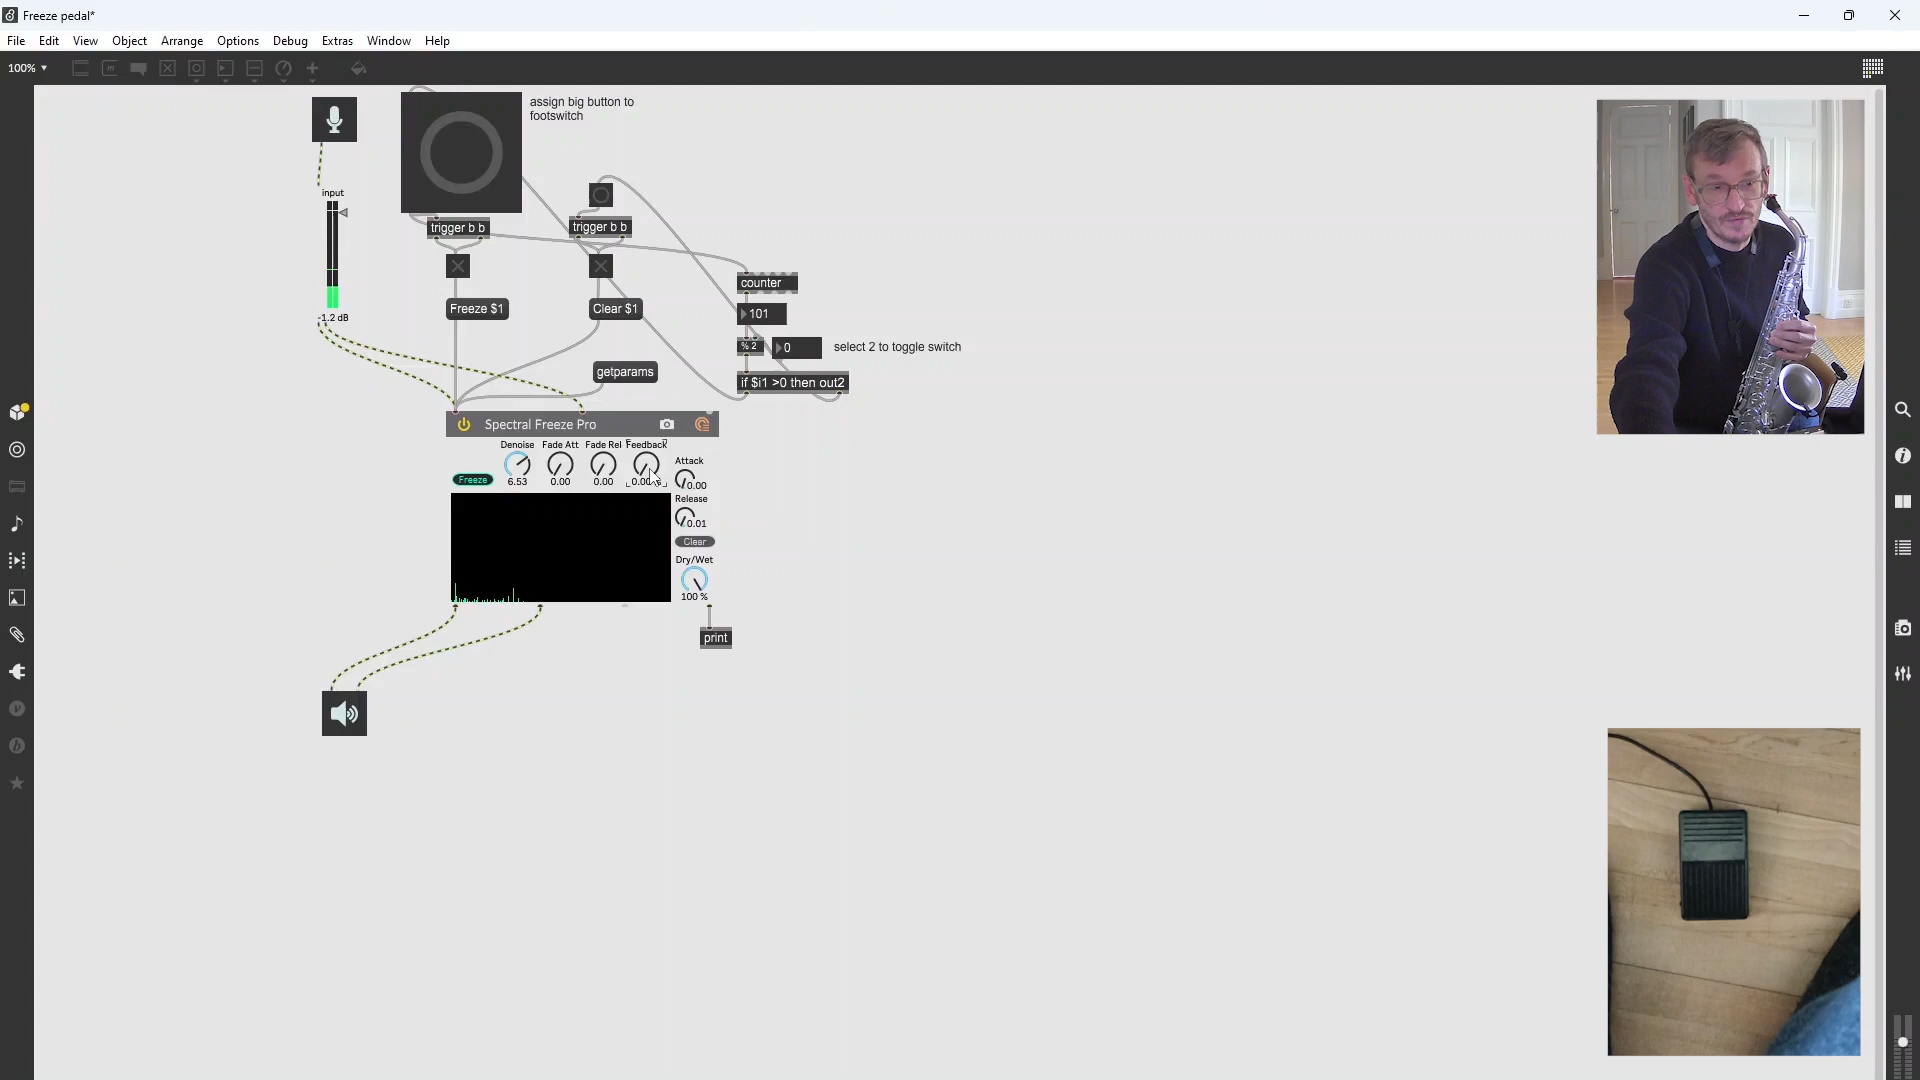 Freeze pedal*
File Edit View Object Arrange Options Debug Extras Window Help
100%
assign big button to
footswitch
input
trigger b b
trigger b b
counter
Freeze $1
Clear $1
101
-1.2 dB
% 2
0
select 2 to toggle switch
getparams
if $i1 >0 then out2
Spectral Freeze Pro
Denoise Fade Att Fade Rel Feedback
Attack
Freeze
6.53 0.00 0.00
0.00
Release
0.01
Clear
Dry/Wet
100 %
print